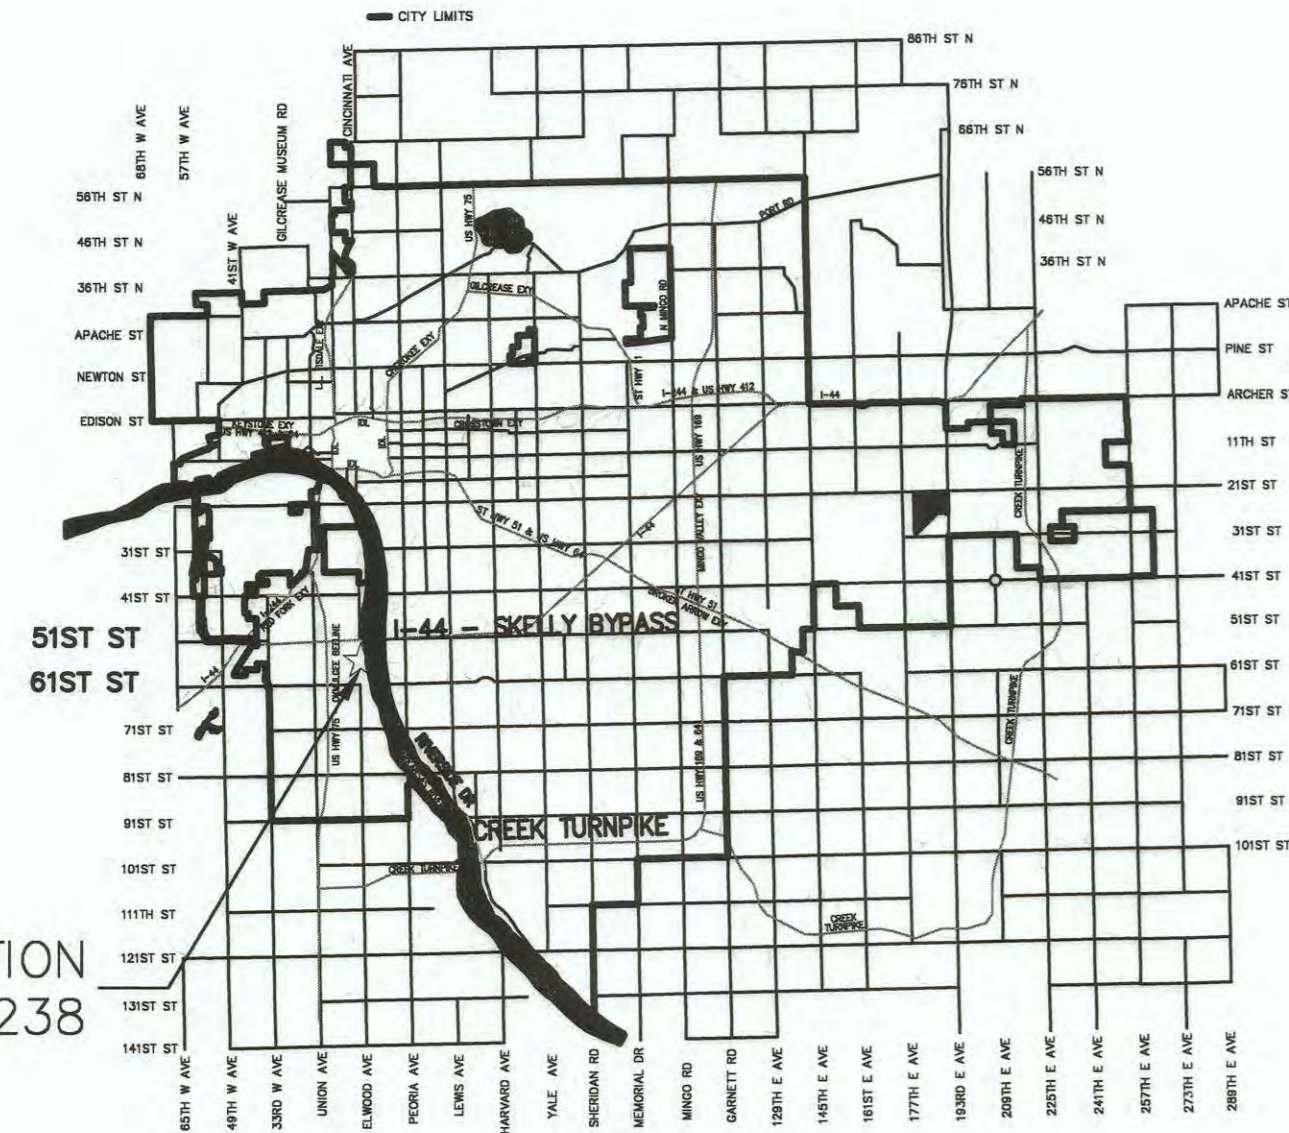 CITY LIMITS
86TH ST N
76TH ST N
66TH ST N
56TH ST N
46TH ST N
36TH ST N
CINCINNATI AVE
68TH W AVE
57TH W AVE
GILCREASE MUSEUM RD
41ST W AVE
56TH ST N
46TH ST N
36TH ST N
APACHE ST
NEWTON ST
EDISON ST
US HWY 75
PORT RD
GILCREASE EXY
N MINGO RD
CHEROKEE EXY
ST HWY 1
I-244 & US HWY 412
I-44
KEYSTONE EXY
IDL
IDL
IDL
IDL
CROSSTOWN EXY
US HWY 169
APACHE ST
PINE ST
ARCHER ST
11TH ST
21ST ST
31ST ST
41ST ST
51ST ST
61ST ST
71ST ST
81ST ST
91ST ST
101ST ST
CREEK TURNPIKE
ST HWY 51 & US HWY 64
I-44
MINGO VALLEY EXY
ST HWY 51
BROKEN ARROW EXY
31ST ST
41ST ST
I-44
RED FORK EXY
51ST ST
61ST ST
I-44 - SKELLY BYPASS
I-44
OKMULGEE BEELINE
US HWY 75
71ST ST
81ST ST
91ST ST
101ST ST
111TH ST
121ST ST
131ST ST
141ST ST
RIVERSIDE DR
US HWY 169 & 64
CREEK TURNPIKE
CREEK TURNPIKE
CREEK TURNPIKE
CREEK
TURNPIKE
TION
238
65TH W AVE
49TH W AVE
33RD W AVE
UNION AVE
ELWOOD AVE
PEORIA AVE
LEWIS AVE
HARVARD AVE
YALE AVE
SHERIDAN RD
MEMORIAL DR
MINGO RD
GARNETT RD
129TH E AVE
145TH E AVE
161ST E AVE
177TH E AVE
193RD E AVE
209TH E AVE
225TH E AVE
241TH E AVE
257TH E AVE
273TH E AVE
289TH E AVE